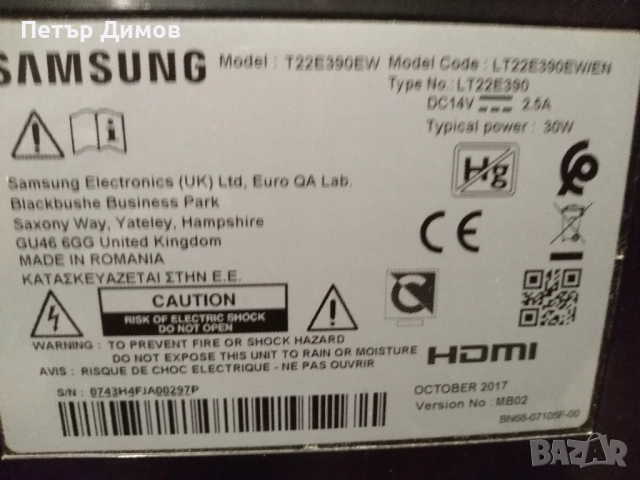 Петър Димов
SAMSUNG
Model : T22E390EW Model Code : LT22E390EW/EN
Type No.: LT22E390
DC14V 2.5A
Typical power : 30W
Hg
Samsung Electronics (UK) Ltd, Euro QA Lab.
Blackbushe Business Park
Saxony Way, Yateley, Hampshire
GU46 6GG United Kingdom
MADE IN ROMANIA
ΚΑΤΑΣΚΕΥΑΖΕΤΑΙ ΣΤΗΝ Ε.Ε.
CE
CAUTION
RISK OF ELECTRIC SHOCK
DO NOT OPEN
WARNING : TO PREVENT FIRE OR SHOCK HAZARD
DO NOT EXPOSE THIS UNIT TO RAIN OR MOISTURE
AVIS : RISQUE DE CHOC ELECTRIQUE - NE PAS OUVRIR
HDMI
S/N : 0743H4FJA00297P
OCTOBER 2017
Version No : MB02
BN68-07105F-00
BAZAR